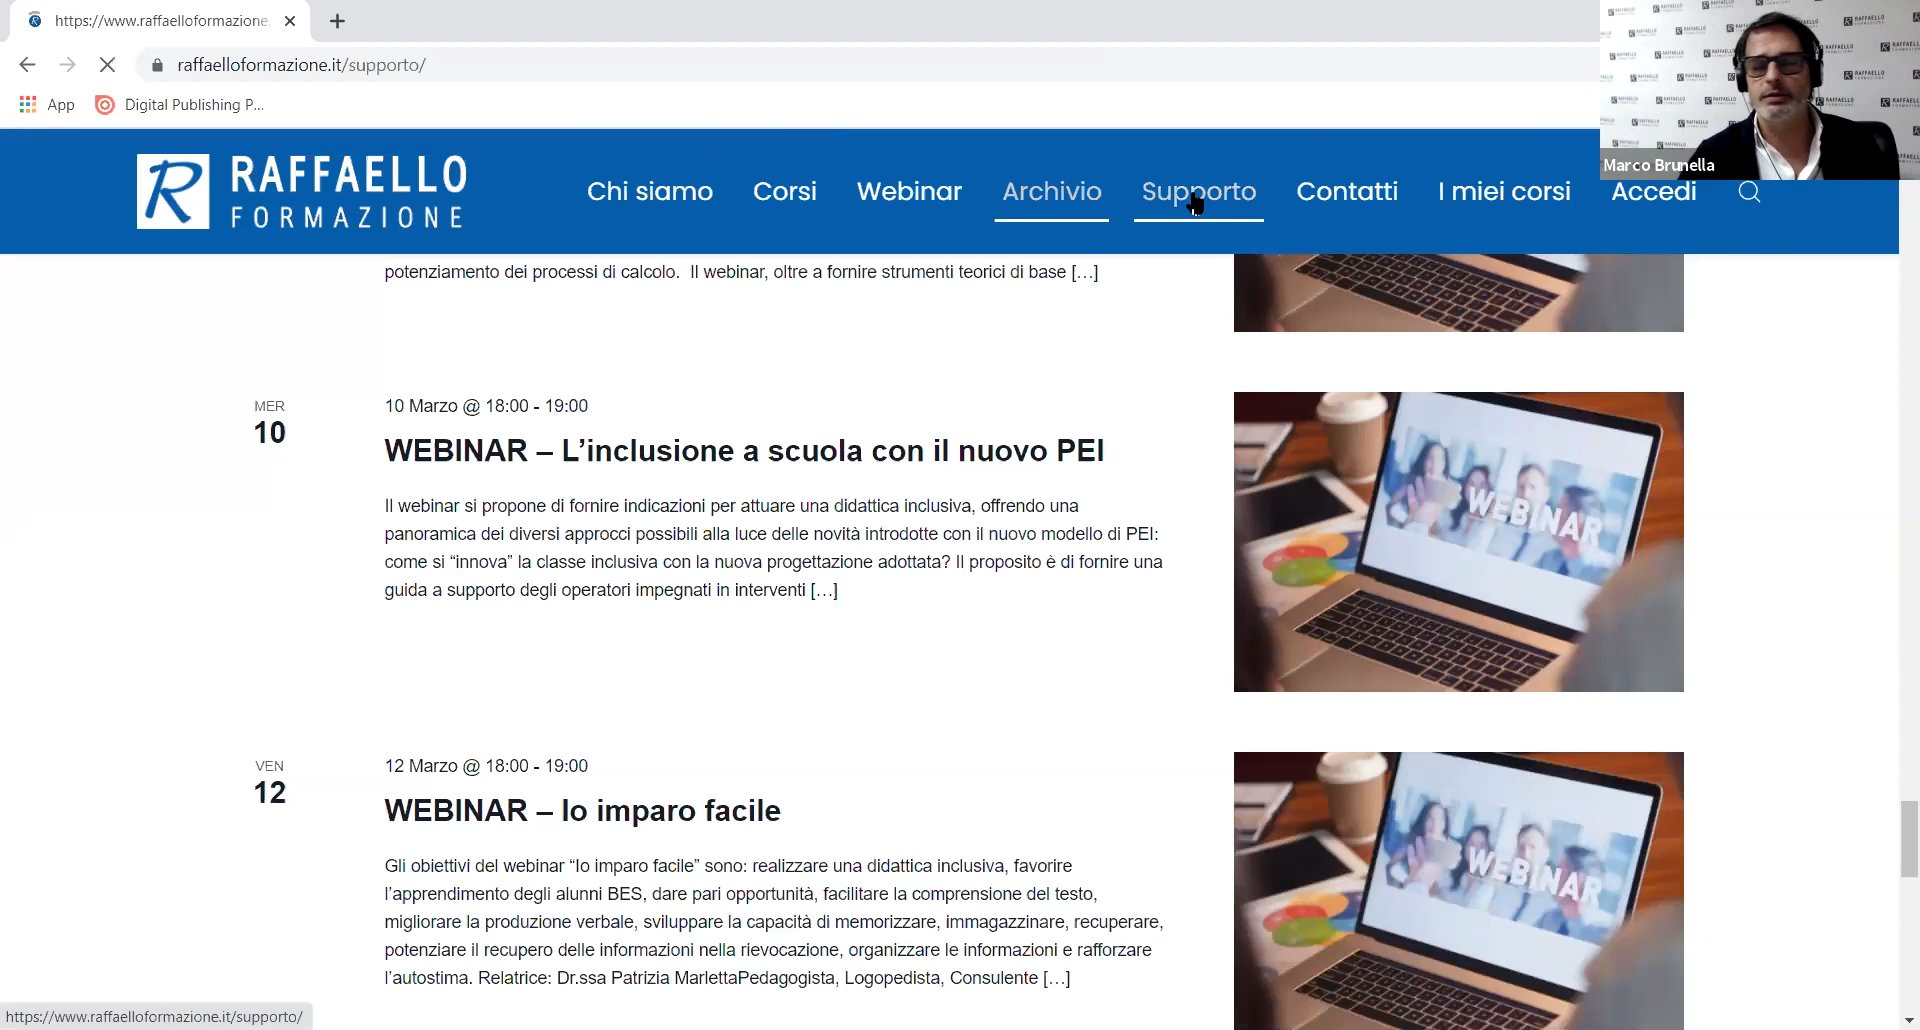 https://www.raffaelloformazione.
raffaelloformazione.it/supporto/
App
Digital Publishing P...
Marco Brunella
RAFFAELLO
FORMAZIONE
Chi siamo
Corsi
Webinar
Archivio
Supporto
Contatti
I miei corsi
Accedi
potenziamento dei processi di calcolo. Il webinar, oltre a fornire strumenti teorici di base […]
MER
10
10 Marzo @ 18:00 - 19:00
WEBINAR – L’inclusione a scuola con il nuovo PEI
Il webinar si propone di fornire indicazioni per attuare una didattica inclusiva, offrendo una
panoramica dei diversi approcci possibili alla luce delle novità introdotte con il nuovo modello di PEI:
come si “innova” la classe inclusiva con la nuova progettazione adottata? Il proposito è di fornire una
guida a supporto degli operatori impegnati in interventi […]
WEBINAR
VEN
12
12 Marzo @ 18:00 - 19:00
WEBINAR – Io imparo facile
Gli obiettivi del webinar “Io imparo facile” sono: realizzare una didattica inclusiva, favorire
l’apprendimento degli alunni BES, dare pari opportunità, facilitare la comprensione del testo,
migliorare la produzione verbale, sviluppare la capacità di memorizzare, immagazzinare, recuperare,
potenziare il recupero delle informazioni nella rievocazione, organizzare le informazioni e rafforzare
l’autostima. Relatrice: Dr.ssa Patrizia MarlettaPedagogista, Logopedista, Consulente […]
WEBINAR
https://www.raffaelloformazione.it/supporto/